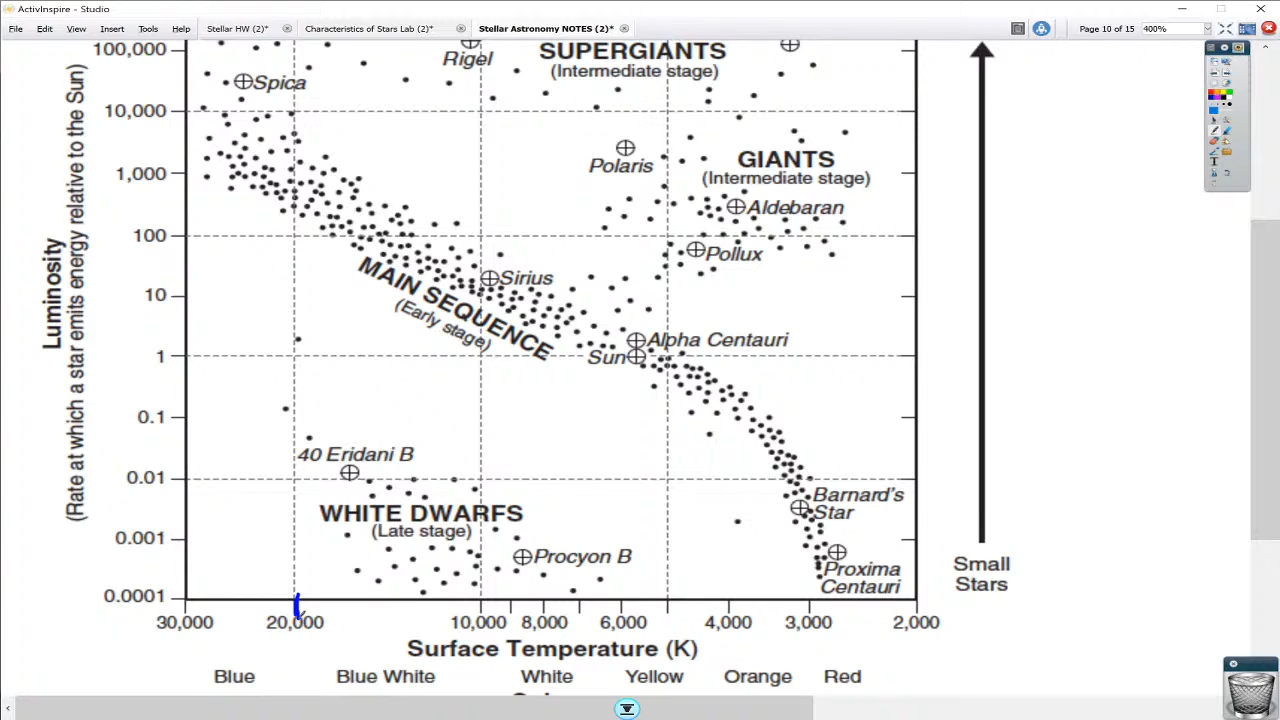 ActivInspire - Studio
Stellar HW (2)*
Characteristics of Stars Lab (2)*
Stellar Astronomy NOTES (2)*
File Edit View Insert Tools Help
Page 10 of 15
400%
100,000
10,000
1,000
100
10
1
0.1
0.01
0.001
0.0001
Luminosity
(Rate at which a star emits energy relative to the Sun)
Rigel
SUPERGIANTS
(Intermediate stage)
Spica
Polaris
GIANTS
(Intermediate stage)
Aldebaran
Pollux
Sirius
MAIN SEQUENCE
(Early stage)
Alpha Centauri
Sun
40 Eridani B
WHITE DWARFS
(Late stage)
Procyon B
Barnard's
Star
Proxima
Centauri
Small
Stars
30,000 20,000 10,000 8,000 6,000 4,000 3,000 2,000
Surface Temperature (K)
Blue Blue White White Yellow Orange Red